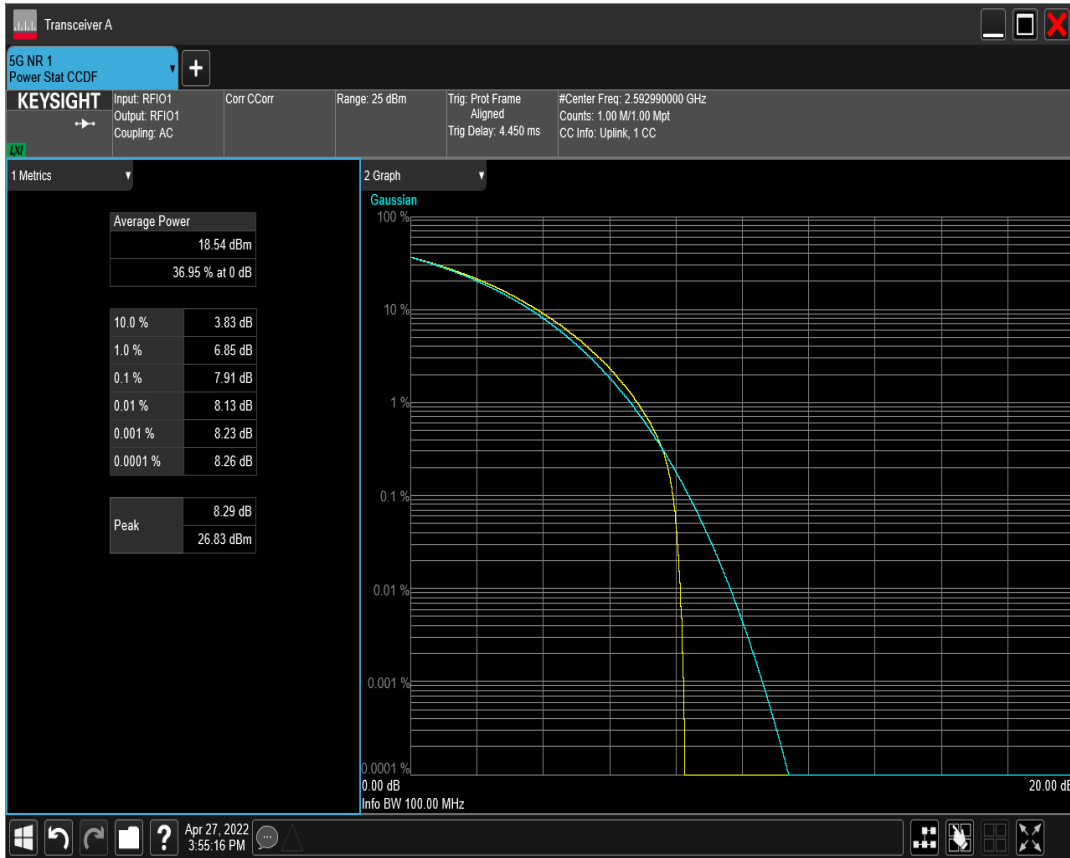 Transceiver A
5G NR 1
Power Stat CCDF
KEYSIGHT
LXI
Input: RFIO1
Output: RFIO1
Coupling: AC
Corr CCorr
Range: 25 dBm
Trig: Prot Frame
Aligned
Trig Delay: 4.450 ms
#Center Freq: 2.592990000 GHz
Counts: 1.00 M/1.00 Mpt
CC Info: Uplink, 1 CC
1 Metrics
Average Power
18.54 dBm
36.95 % at 0 dB
10.0 % 3.83 dB
1.0 % 6.85 dB
0.1 % 7.91 dB
0.01 % 8.13 dB
0.001 % 8.23 dB
0.0001 % 8.26 dB
Peak
8.29 dB
26.83 dBm
2 Graph
Gaussian
100 %
10 %
1 %
0.1 %
0.01 %
0.001 %
0.0001 %
0.00 dB 20.00 dB
Info BW 100.00 MHz
? Apr 27, 2022
3:55:16 PM